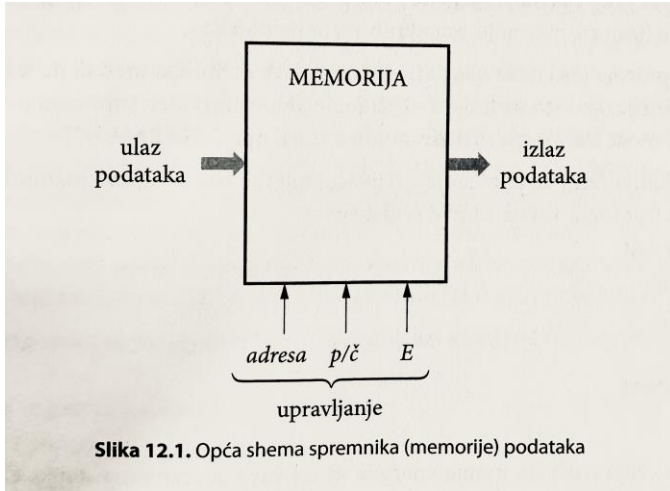 MEMORIJA
ulaz
podataka
izlaz
podataka
adresa p/č E
upravljanje
Slika 12.1. Opća shema spremnika (memorije) podataka